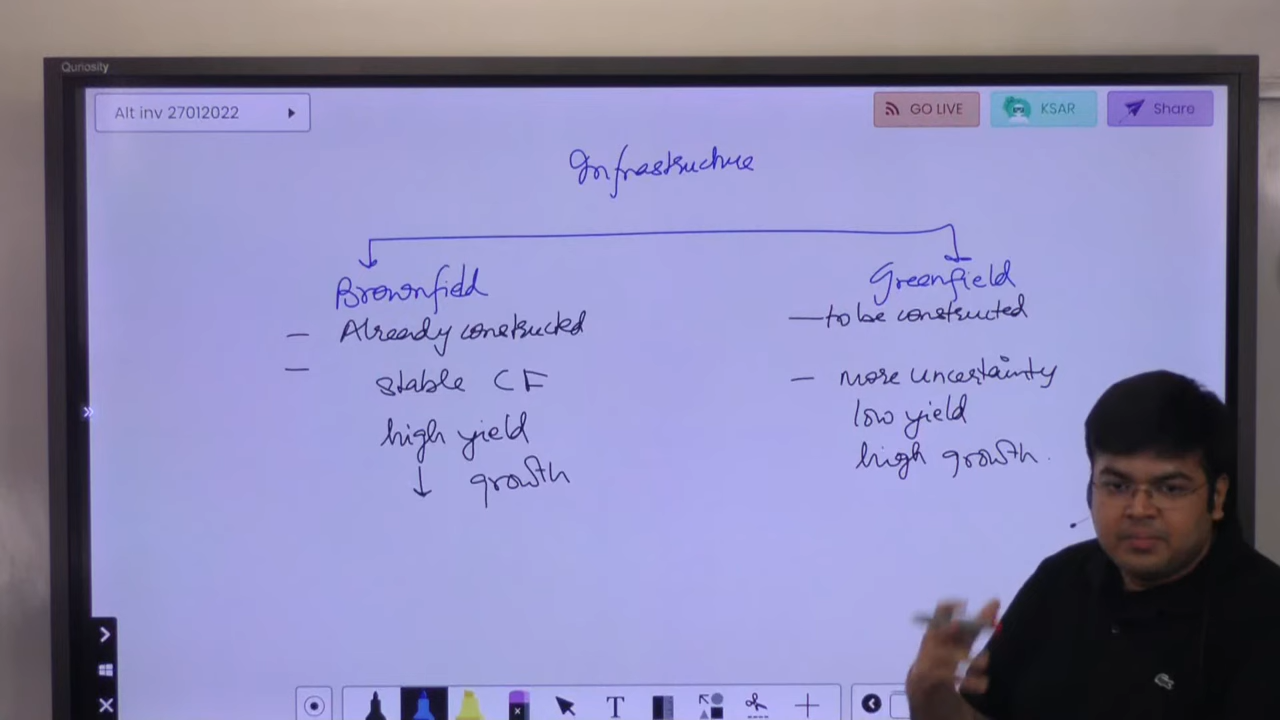 Quriosity
Alt inv 27012022
GO LIVE
KSAR
Share
Infrastructure
Brownfield
- Already constructed
- stable CF
high yield
↓ growth
Greenfield
- to be constructed
- more uncertainty
low yield
high growth.
T